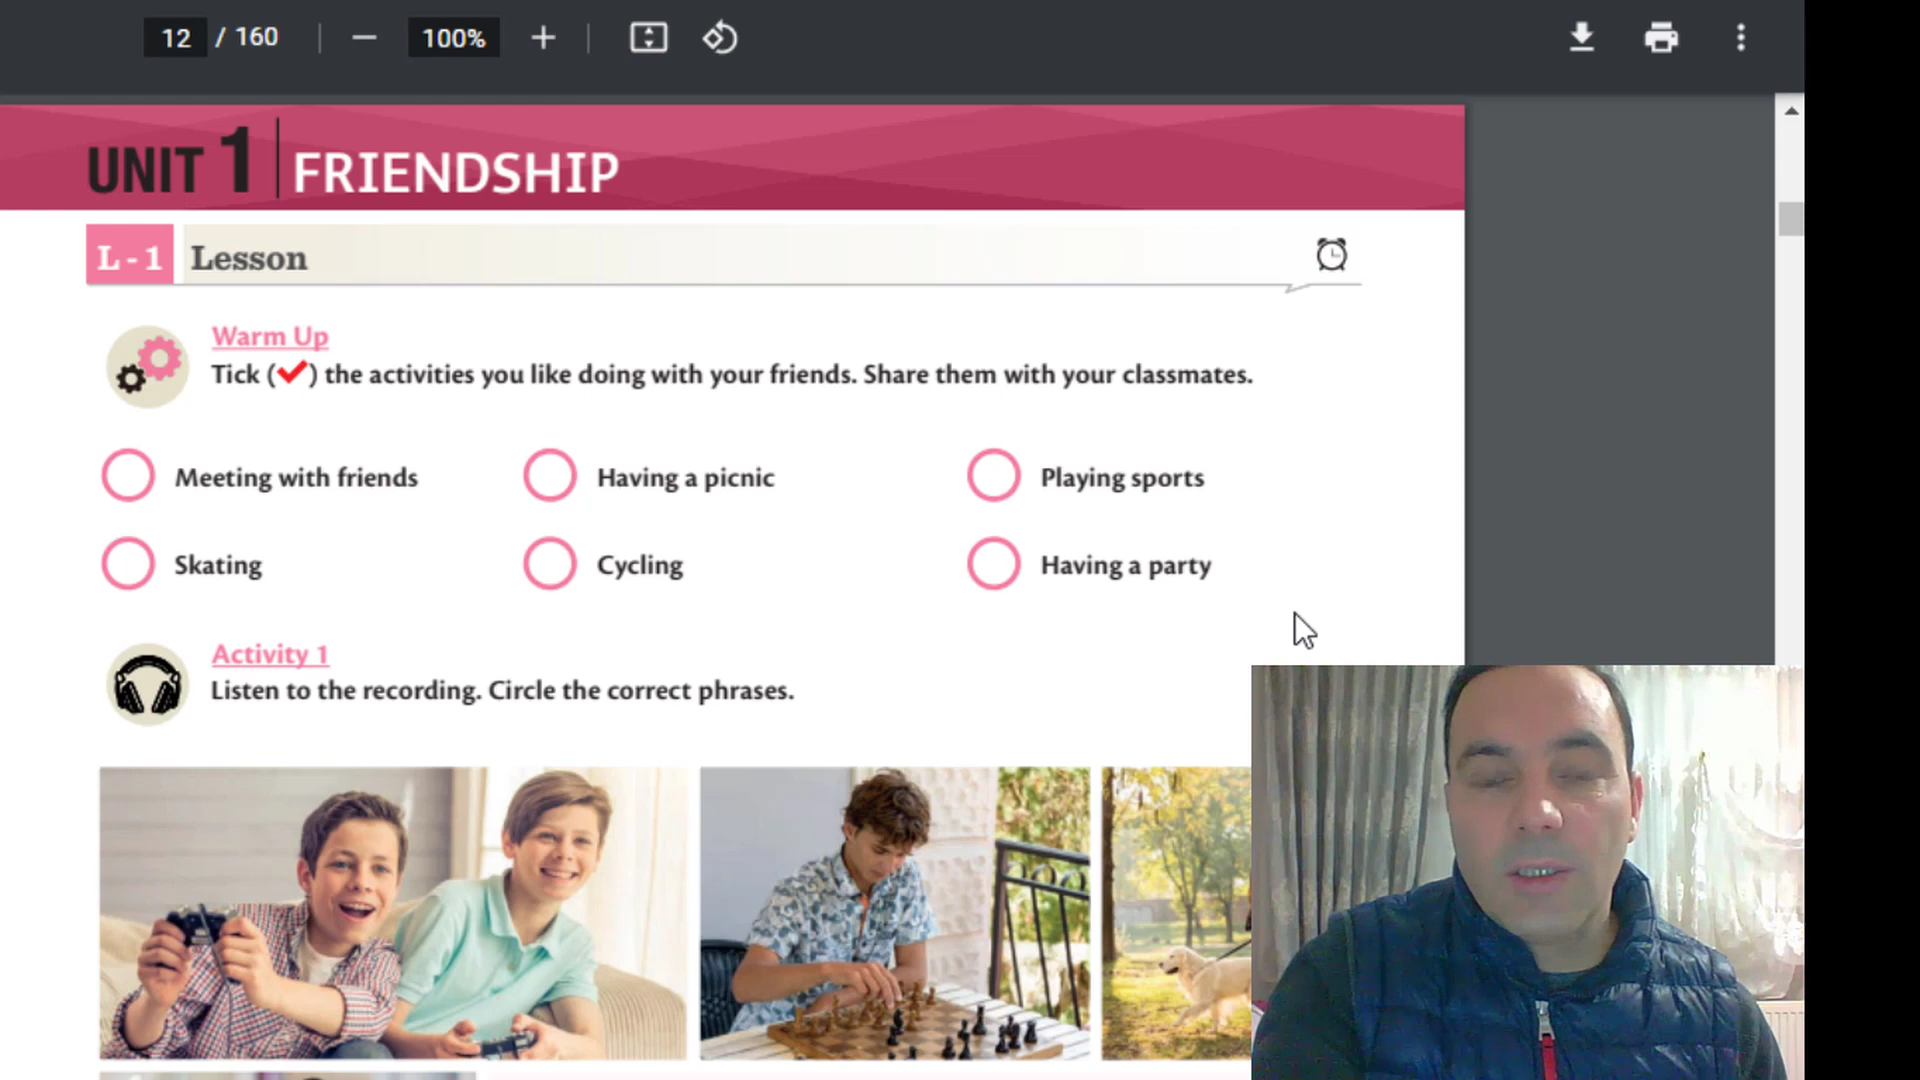 12 / 160
100%
UNIT 1 FRIENDSHIP
L - 1 Lesson
Warm Up
Tick (✔) the activities you like doing with your friends. Share them with your classmates.
Meeting with friends
Having a picnic
Playing sports
Skating
Cycling
Having a party
Activity 1
Listen to the recording. Circle the correct phrases.